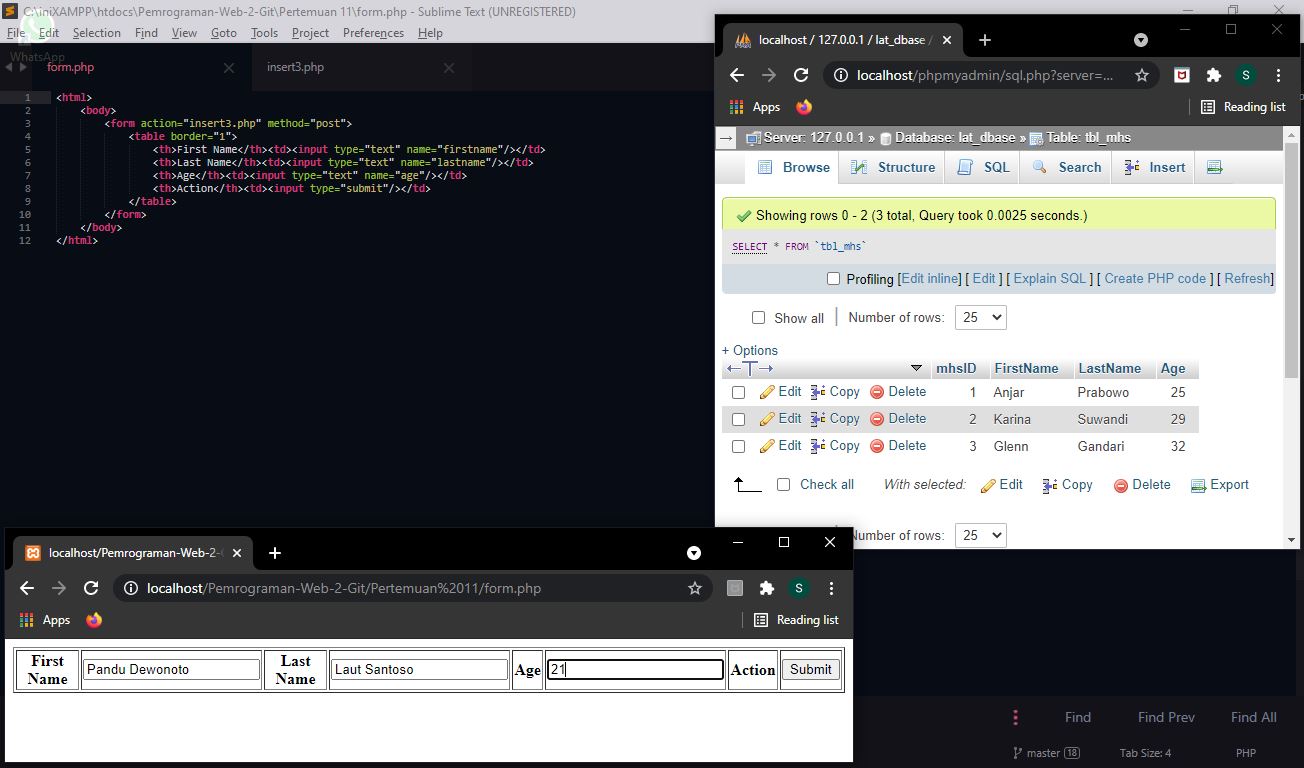 C:\iniXAMPP\htdocs\Pemrograman-Web-2-Git\Pertemuan 11\form.php - Sublime Text (UNREGISTERED)
File Edit Selection Find View Goto Tools Project Preferences Help
WhatsApp
form.php
insert3.php
1 <html>
2 <body>
3 <form action="insert3.php" method="post">
4 <table border="1">
5 <th>First Name</th><td><input type="text" name="firstname"/></td>
6 <th>Last Name</th><td><input type="text" name="lastname"/></td>
7 <th>Age</th><td><input type="text" name="age"/></td>
8 <th>Action</th><td><input type="submit"/></td>
9 </table>
10 </form>
11 </body>
12 </html>
localhost / 127.0.0.1 / lat_dbase /
localhost/phpmyadmin/sql.php?server=...
S
Apps
Reading list
Server: 127.0.0.1 » Database: lat_dbase » Table: tbl_mhs
Browse Structure SQL Search Insert
Showing rows 0 - 2 (3 total, Query took 0.0025 seconds.)
SELECT * FROM `tbl_mhs`
Profiling [Edit inline] [ Edit ] [ Explain SQL ] [ Create PHP code ] [ Refresh]
Show all | Number of rows: 25
+ Options
mhsID FirstName LastName Age
Edit Copy Delete 1 Anjar Prabowo 25
Edit Copy Delete 2 Karina Suwandi 29
Edit Copy Delete 3 Glenn Gandari 32
Check all With selected: Edit Copy Delete Export
Number of rows: 25
localhost/Pemrograman-Web-2-
localhost/Pemrograman-Web-2-Git/Pertemuan%2011/form.php
S
Apps
Reading list
First Name Pandu Dewonoto Last Name Laut Santoso Age 21 Action Submit
Find Find Prev Find All
master 18 Tab Size: 4 PHP